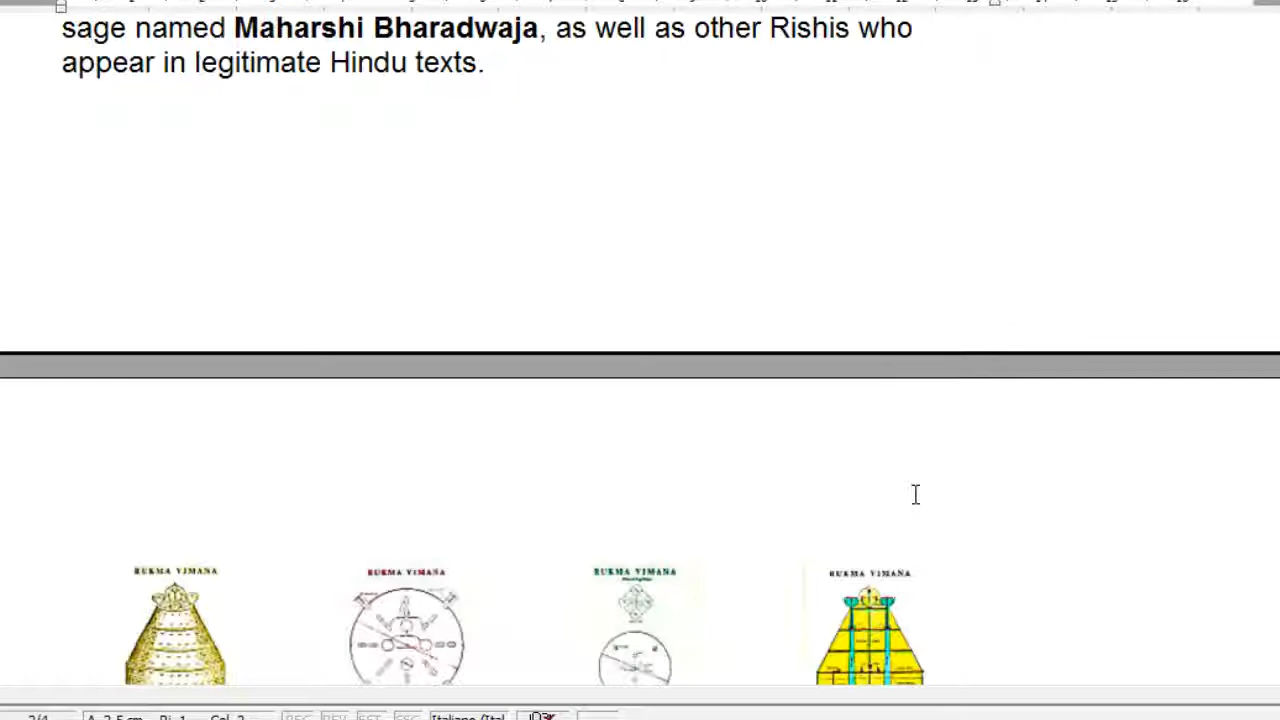 sage named Maharshi Bharadwaja, as well as other Rishis who
appear in legitimate Hindu texts.
RUKMA VIMANA
RUKMA VIMANA
RUKMA VIMANA
RUKMA VIMANA